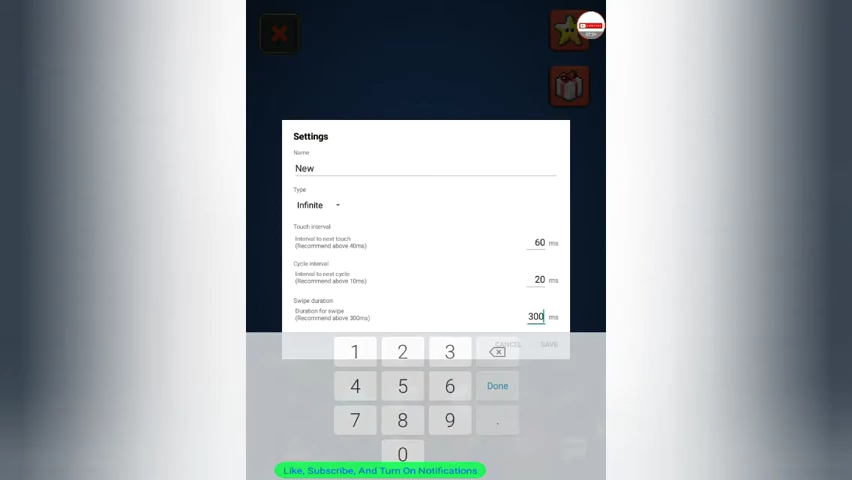 Settings
Name
New
Type
Infinite
Touch interval
Interval to next touch
(Recommend above 40ms)
60 ms
Cycle interval
Interval to next cycle
(Recommend above 10ms)
20 ms
Swipe duration
Duration for swipe
(Recommend above 300ms)
300 ms
CANCEL SAVE
1 2 3
4 5 6 Done
7 8 9 .
0
Like, Subscribe, And Turn On Notifications